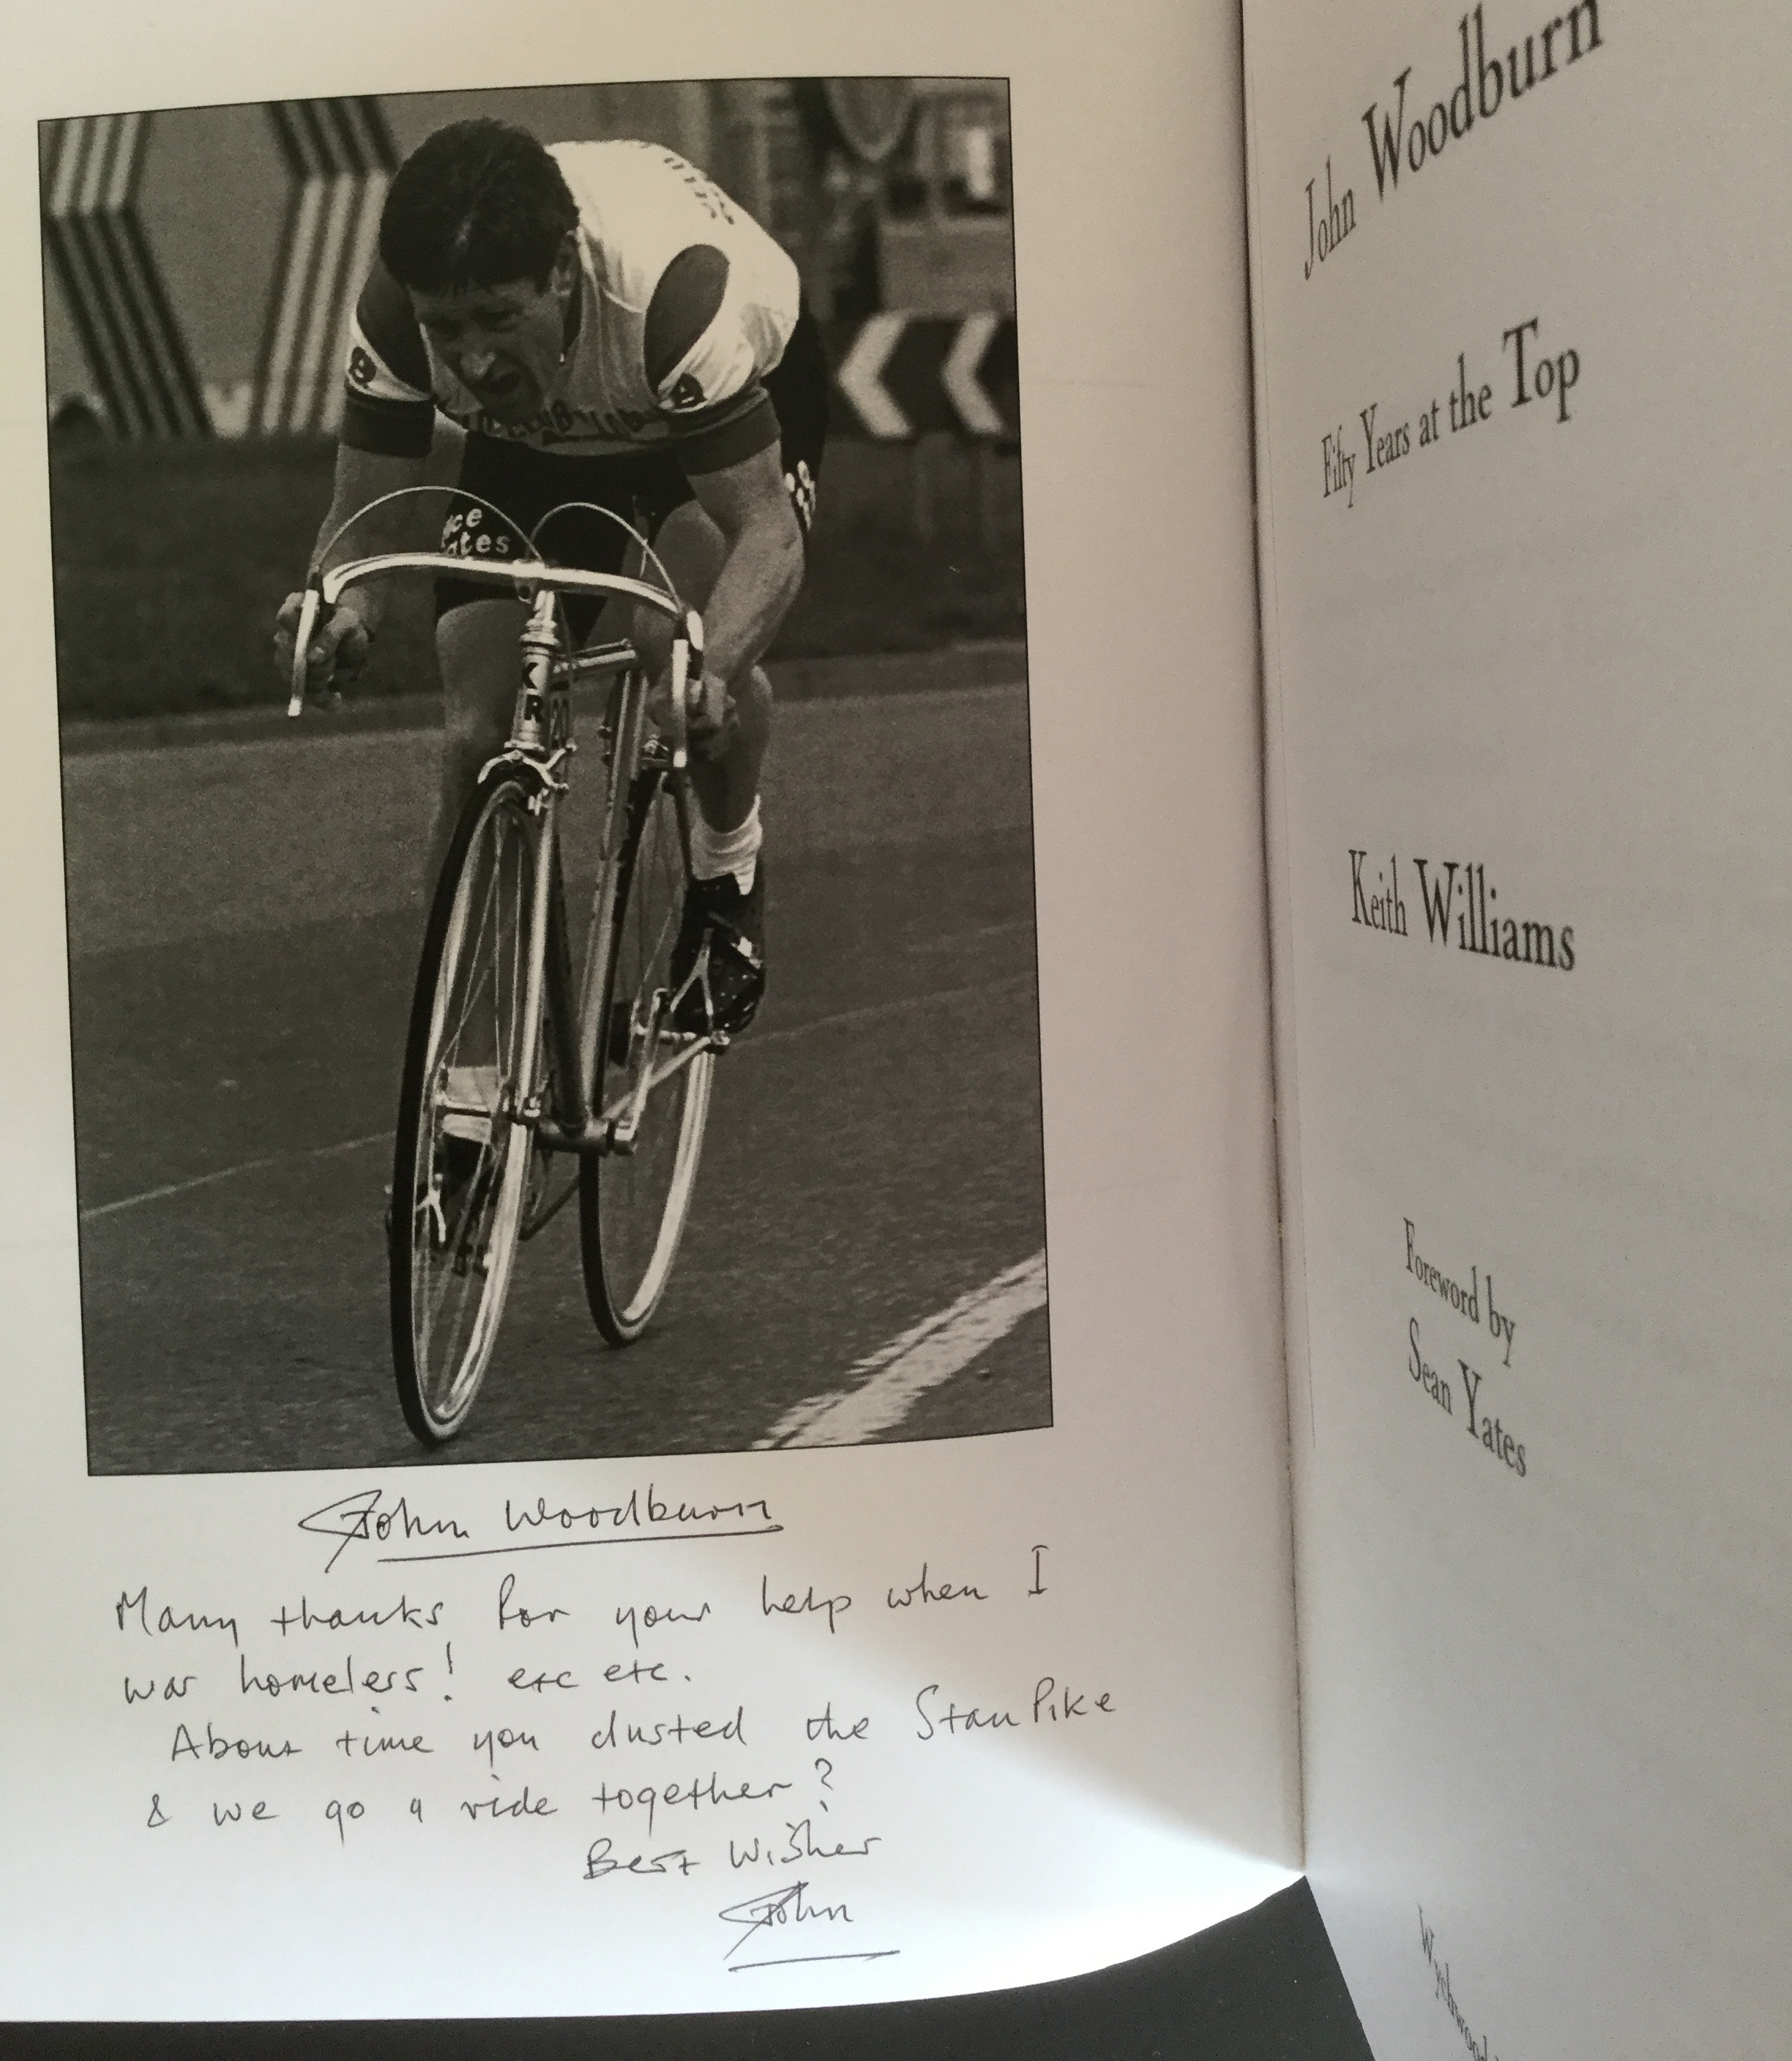 ates
K
R
20
John Woodburn
Many thanks for your help when I
was homeless! etc etc.
About time you dusted the Stan Pike
& we go a ride together?
Best Wishes
John
John Woodburn
Fifty Years at the Top
Keith Williams
Foreword by
Sean Yates